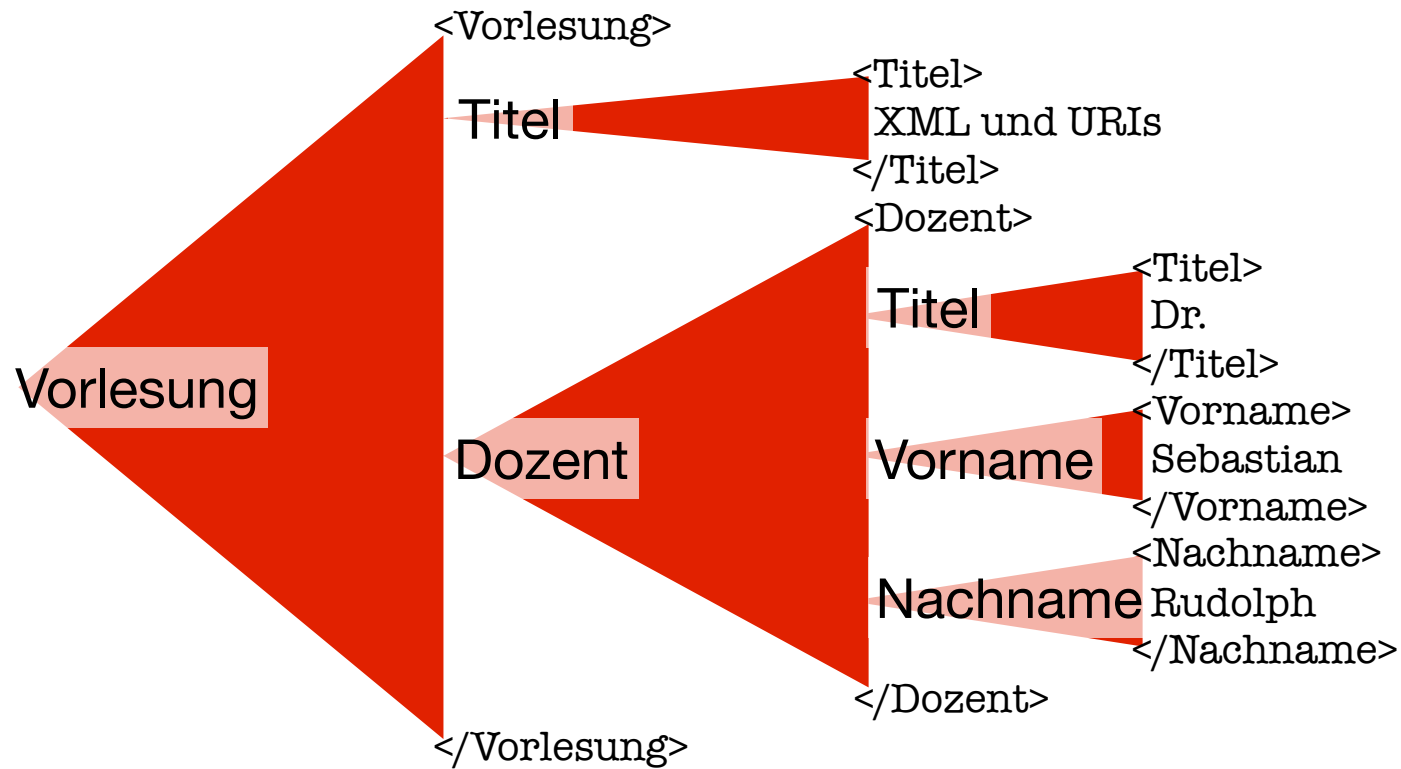 <Vorlesung>
<Titel>
Titel
XML und URIs
</Titel>
<Dozent>
<Titel>
Titel
Dr.
</Titel>
Vorlesung
<Vorname>
Dozent
Vorname
Sebastian
</Vorname>
<Nachname>
Nachname
Rudolph
</Nachname>
</Dozent>
</Vorlesung>